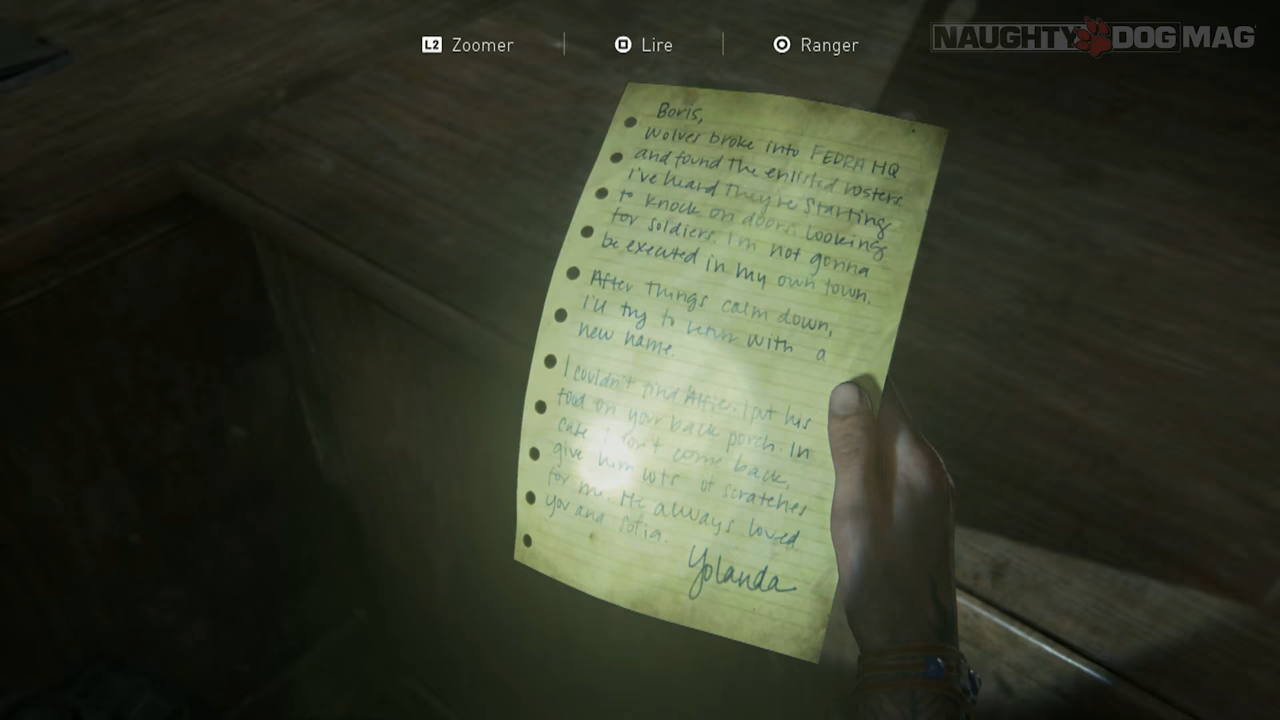 L2 Zoomer
Lire
Ranger
NAUGHTY DOG MAG
Boris,
Wolves broke into FEDRA HQ
and found the enlisted rosters.
I've heard they're starting
to knock on doors looking
for soldiers. I'm not gonna
be executed in my own town.
After things calm down,
I'll try to return with a
new name.
I couldn't find Alfie. I put his
food on your back porch. In
case I don't come back,
give him lots of scratches
for me. He always loved
you and Sofia.
Yolanda